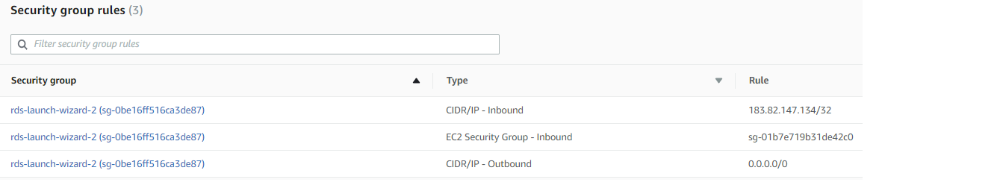 Security group rules (3)
Filter security group rules
Security group Type Rule
rds-launch-wizard-2 (sg-0be16ff516ca3de87) CIDR/IP - Inbound 183.82.147.134/32
rds-launch-wizard-2 (sg-0be16ff516ca3de87) EC2 Security Group - Inbound sg-01b7e719b31de42c0
rds-launch-wizard-2 (sg-0be16ff516ca3de87) CIDR/IP - Outbound 0.0.0.0/0